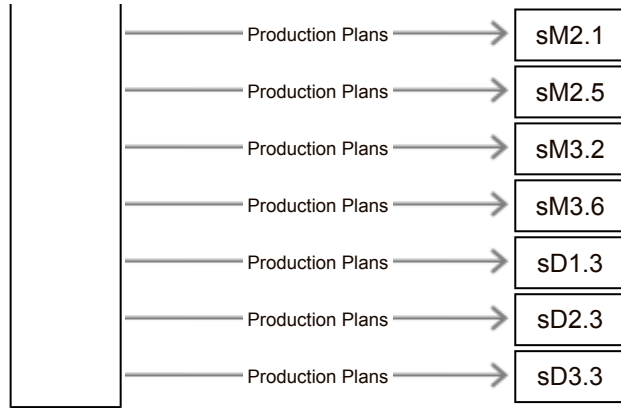 Production Plans sM2.1
Production Plans sM2.5
Production Plans sM3.2
Production Plans sM3.6
Production Plans sD1.3
Production Plans sD2.3
Production Plans sD3.3